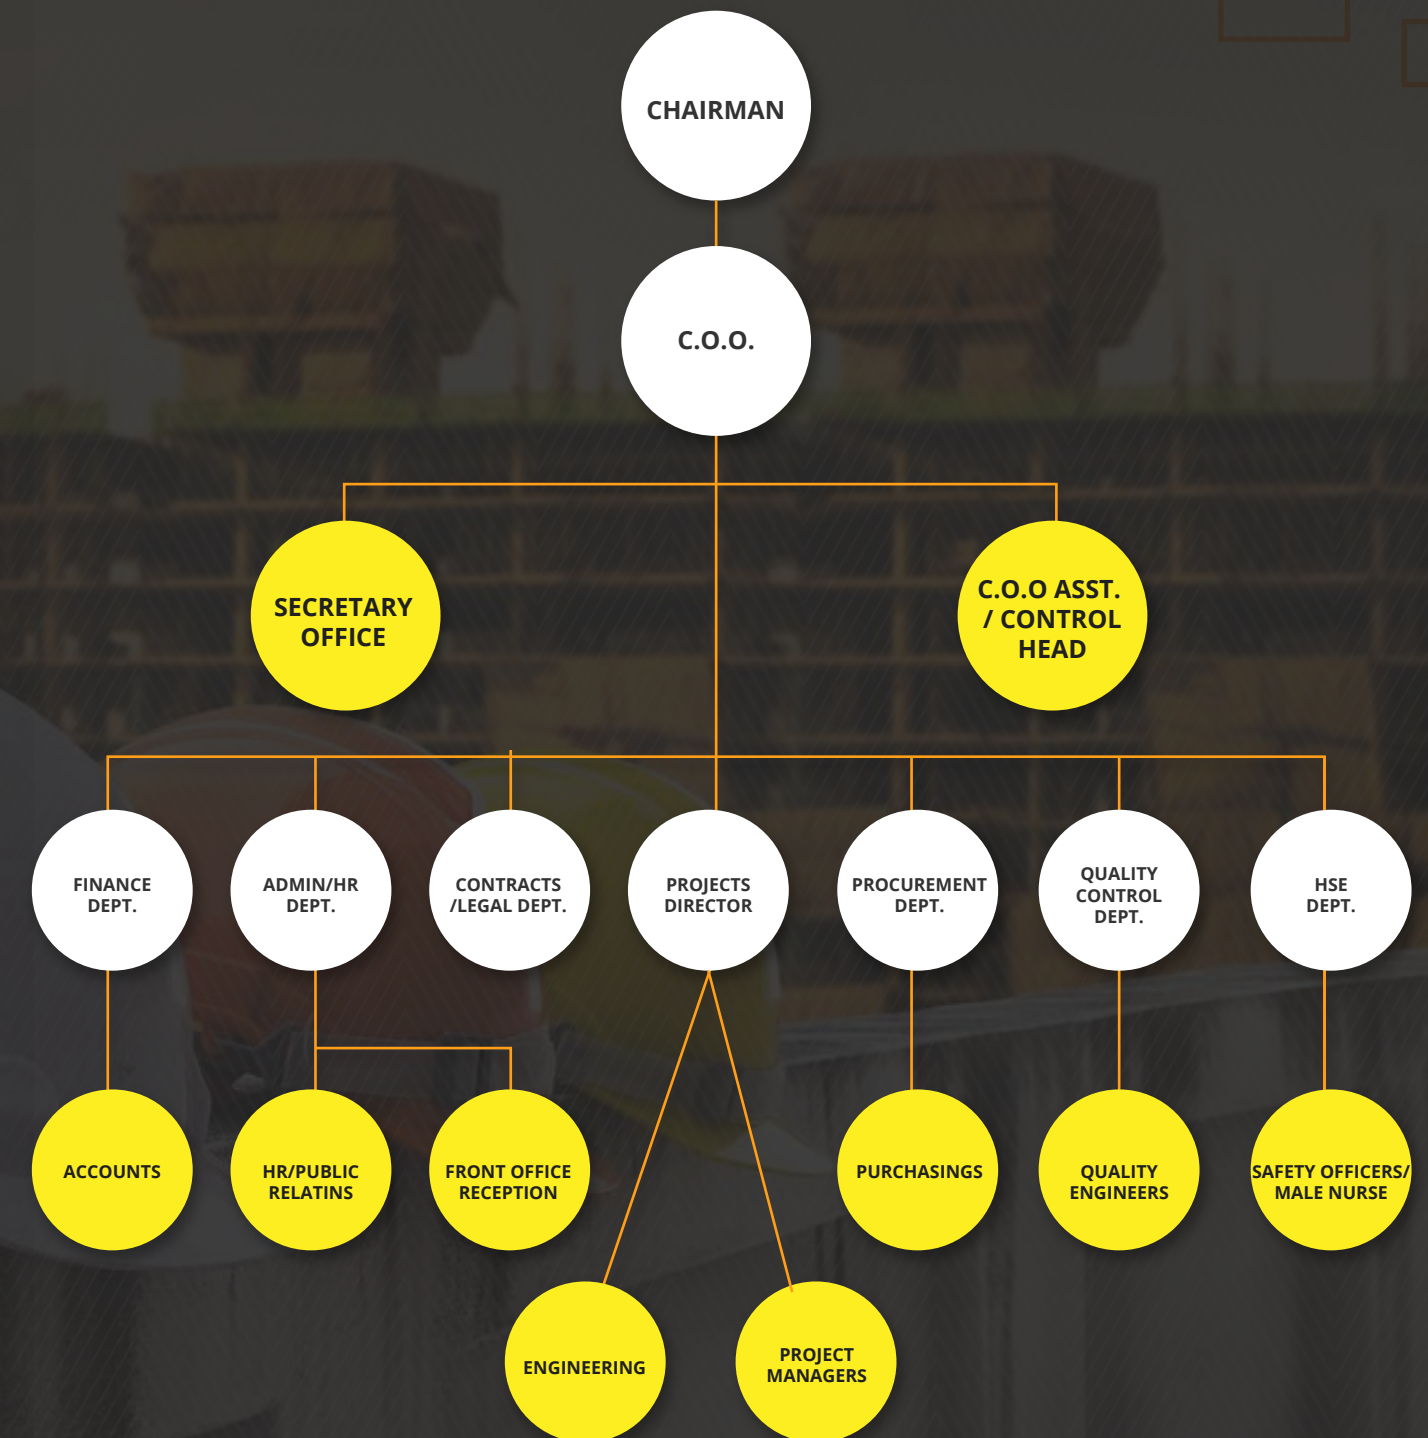 CHAIRMAN
C.O.O.
SECRETARY
OFFICE
C.O.O ASST.
/ CONTROL
HEAD
FINANCE
DEPT.
ADMIN/HR
DEPT.
CONTRACTS
/LEGAL DEPT.
PROJECTS
DIRECTOR
PROCUREMENT
DEPT.
QUALITY
CONTROL
DEPT.
HSE
DEPT.
ACCOUNTS
HR/PUBLIC
RELATINS
FRONT OFFICE
RECEPTION
PURCHASINGS
QUALITY
ENGINEERS
SAFETY OFFICERS/
MALE NURSE
ENGINEERING
PROJECT
MANAGERS